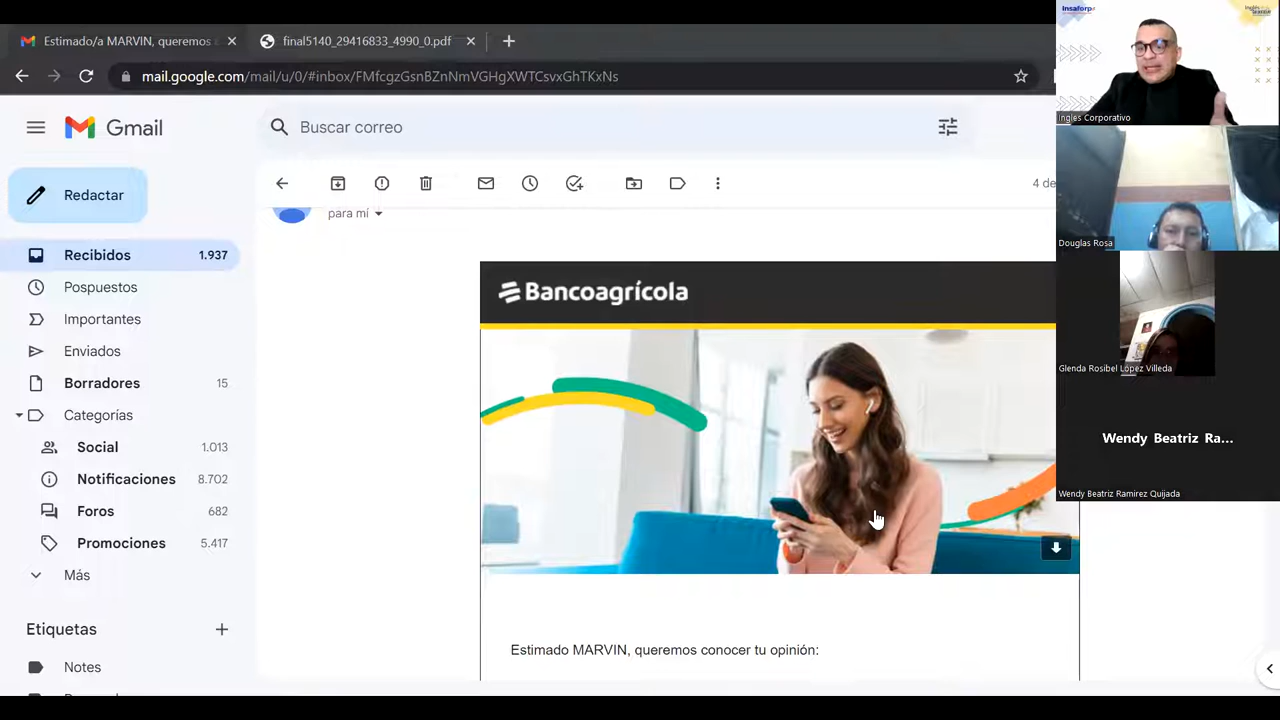 Estimado/a MARVIN, queremos
final5140_29416833_4990_0.pdf
mail.google.com/mail/u/0/#inbox/FMfcgzGsnBZnNmVGHgXWTCsvxGhTKxNs
Gmail
Buscar correo
Redactar
4 de
para mí
Recibidos 1.937
Pospuestos
Importantes
Enviados
Borradores 15
Categorías
Social 1.013
Notificaciones 8.702
Foros 682
Promociones 5.417
Más
Etiquetas
Notes
Bancoagrícola
Estimado MARVIN, queremos conocer tu opinión:
Insaforp
Ingles Corporativo
Douglas Rosa
Glenda Rosibel López Villeda
Wendy Beatriz Ra...
Wendy Beatriz Ramirez Quijada